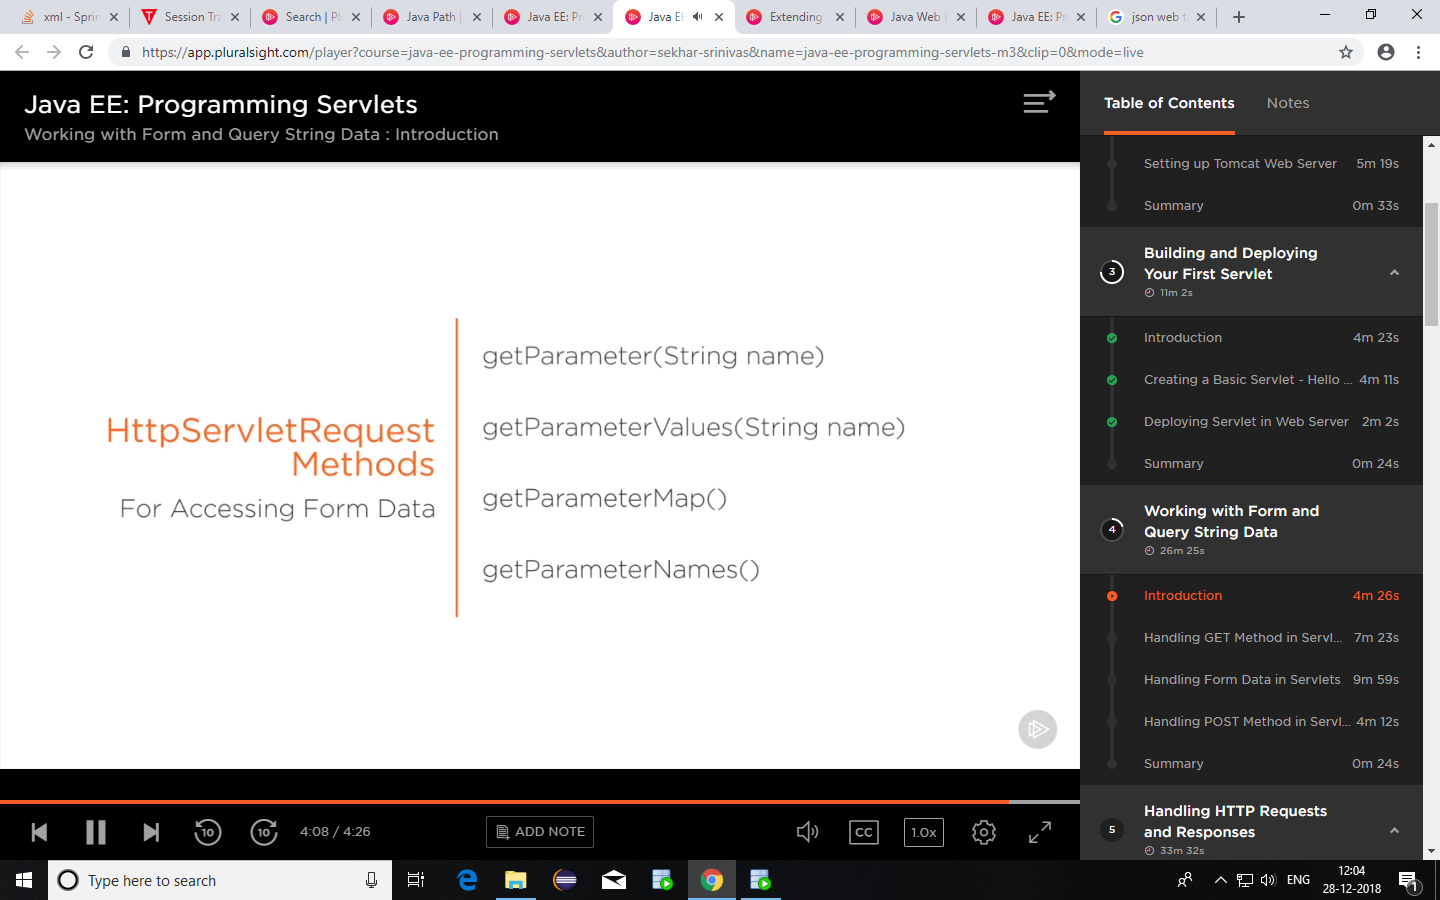 xml - Sprin
Session Tra
Search | Pl
Java Path |
Java EE: Pr
Java EE
Extending
Java Web F
Java EE: Pr
json web t
https://app.pluralsight.com/player?course=java-ee-programming-servlets&author=sekhar-srinivas&name=java-ee-programming-servlets-m3&clip=0&mode=live
Java EE: Programming Servlets
Working with Form and Query String Data : Introduction
HttpServletRequest
Methods
For Accessing Form Data
getParameter(String name)
getParameterValues(String name)
getParameterMap()
getParameterNames()
10
10
4:08 / 4:26
ADD NOTE
CC
1.0x
Table of Contents
Notes
Setting up Tomcat Web Server 5m 19s
Summary 0m 33s
3
Building and Deploying
Your First Servlet
11m 2s
Introduction 4m 23s
Creating a Basic Servlet - Hello ... 4m 11s
Deploying Servlet in Web Server 2m 2s
Summary 0m 24s
4
Working with Form and
Query String Data
26m 25s
Introduction 4m 26s
Handling GET Method in Servl... 7m 23s
Handling Form Data in Servlets 9m 59s
Handling POST Method in Servl... 4m 12s
Summary 0m 24s
5
Handling HTTP Requests
and Responses
33m 32s
Type here to search
ENG
12:04
28-12-2018
1